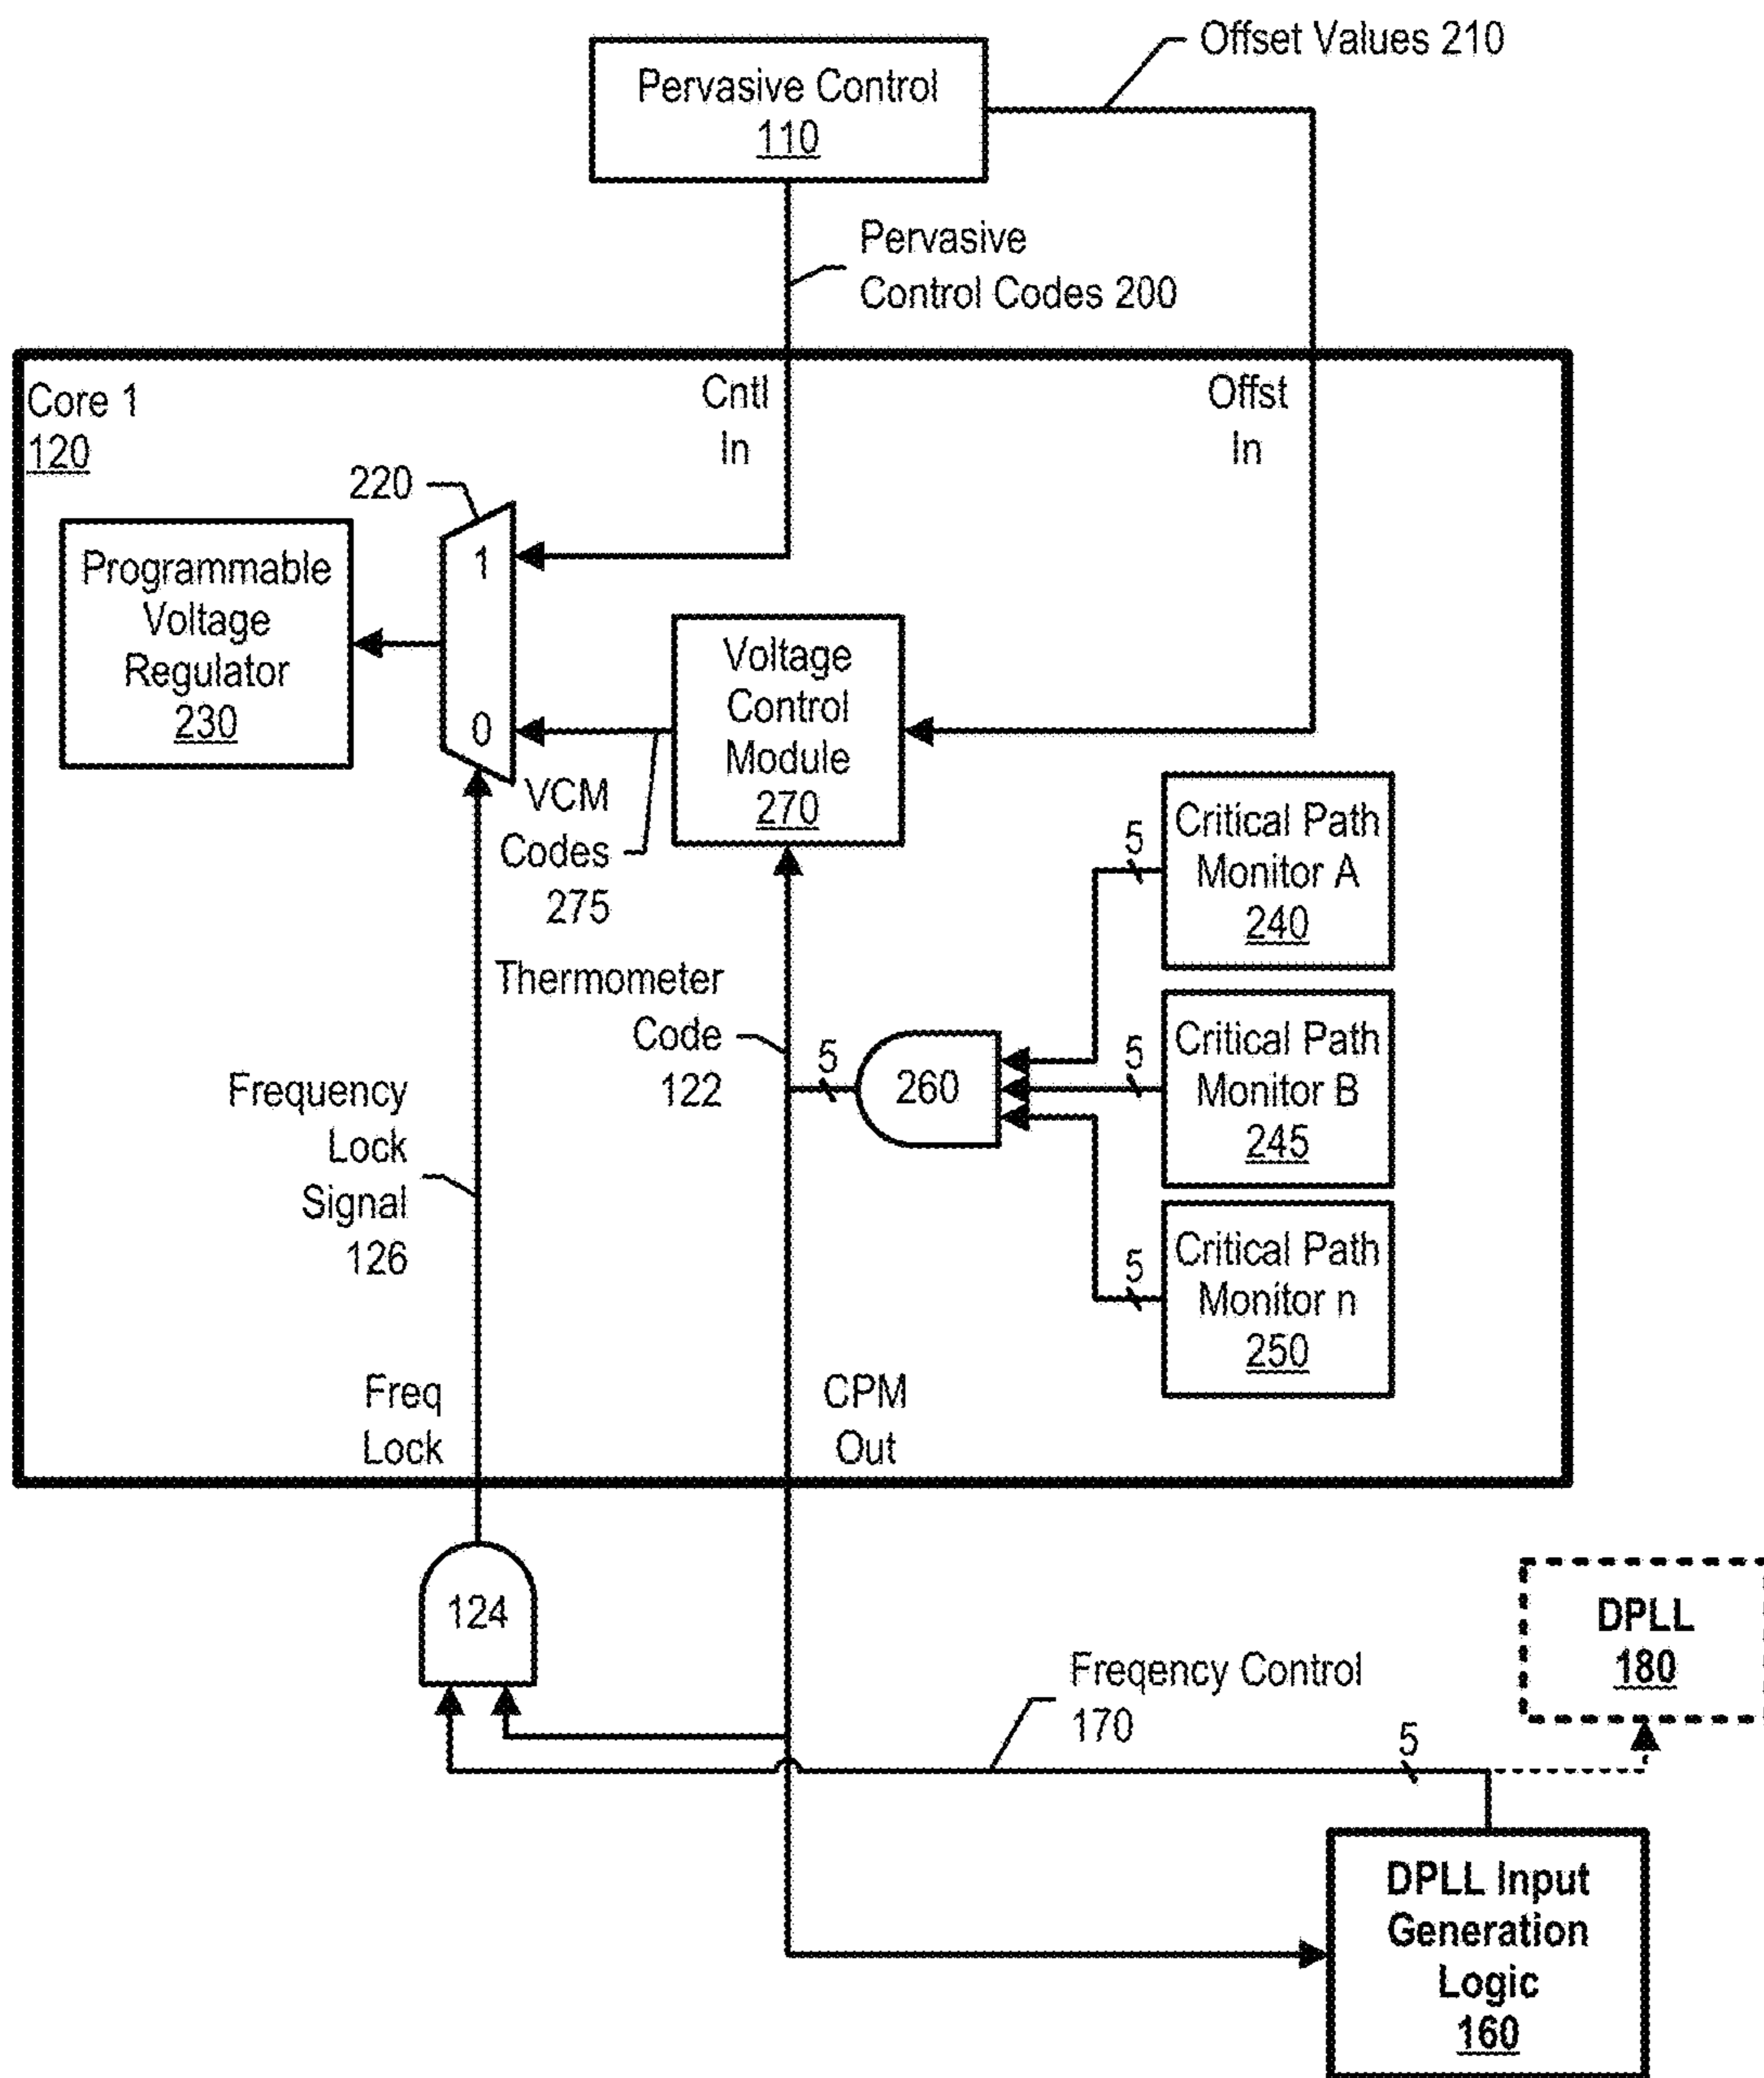 Offset Values 210
Pervasive Control
110
Pervasive
Control Codes 200
Core 1
120
Cntl
In
Offst
In
220
1
0
Programmable
Voltage
Regulator
230
Voltage
Control
Module
270
VCM
Codes
275
Critical Path
Monitor A
240
5
Thermometer
Code
122
5
260
Critical Path
Monitor B
245
5
Frequency
Lock
Signal
126
Critical Path
Monitor n
250
5
Freq
Lock
CPM
Out
124
DPLL
180
Freqency Control
170
5
DPLL Input
Generation
Logic
160